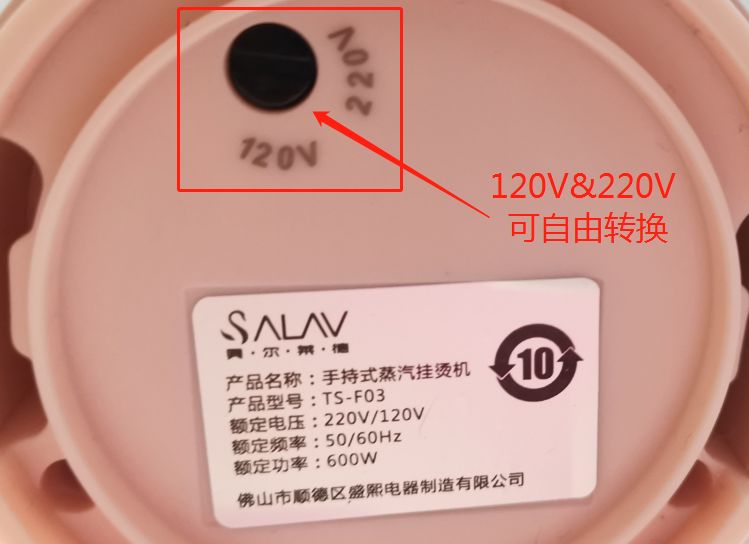 220V
120V
120V&220V
可自由转换
SALAV
贝·尔·莱·德
10
产品名称：手持式蒸汽挂烫机
产品型号：TS-F03
额定电压：220V/120V
额定频率：50/60Hz
额定功率：600W
佛山市顺德区盛熙电器制造有限公司